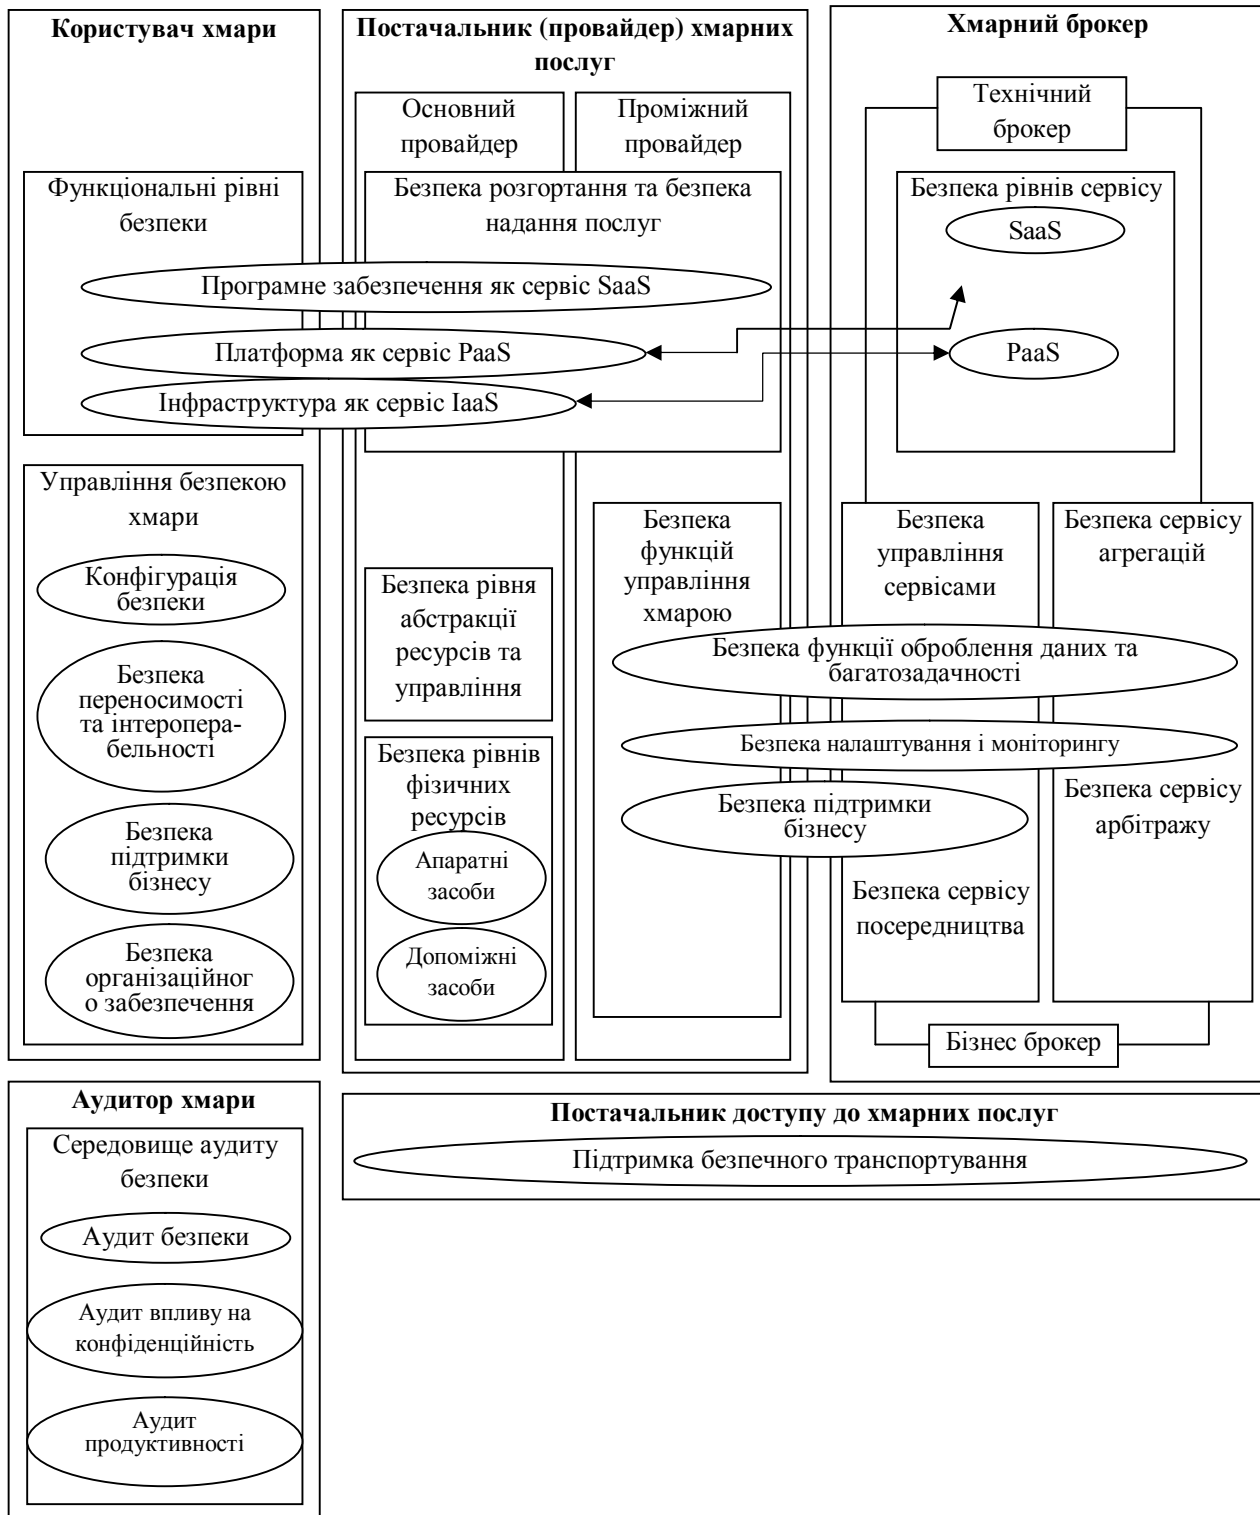 Користувач хмари
Функціональні рівні
безпеки
Постачальник (провайдер) хмарних
послуг
Основний
провайдер
Проміжний
провайдер
Безпека розгортання та безпека
надання послуг
Програмне забезпечення як сервіс SaaS
Платформа як сервіс PaaS
Інфраструктура як сервіс IaaS
Хмарний брокер
Технічний
брокер
Безпека рівнів сервісу
SaaS
PaaS
Управління безпекою
хмари
Конфігурація
безпеки
Безпека
переносимості
та інтеропера-
бельності
Безпека
підтримки
бізнесу
Безпека
організаційног
о забезпечення
Безпека рівня
абстракції
ресурсів та
управління
Безпека рівнів
фізичних
ресурсів
Апаратні
засоби
Допоміжні
засоби
Безпека
функцій
управління
хмарою
Безпека
управління
сервісами
Безпека сервісу
агрегацій
Безпека функції оброблення даних та
багатозадачності
Безпека налаштування і моніторингу
Безпека підтримки
бізнесу
Безпека сервісу
арбітражу
Безпека сервісу
посередництва
Бізнес брокер
Аудитор хмари
Середовище аудиту
безпеки
Аудит безпеки
Аудит впливу на
конфіденційність
Аудит
продуктивності
Постачальник доступу до хмарних послуг
Підтримка безпечного транспортування